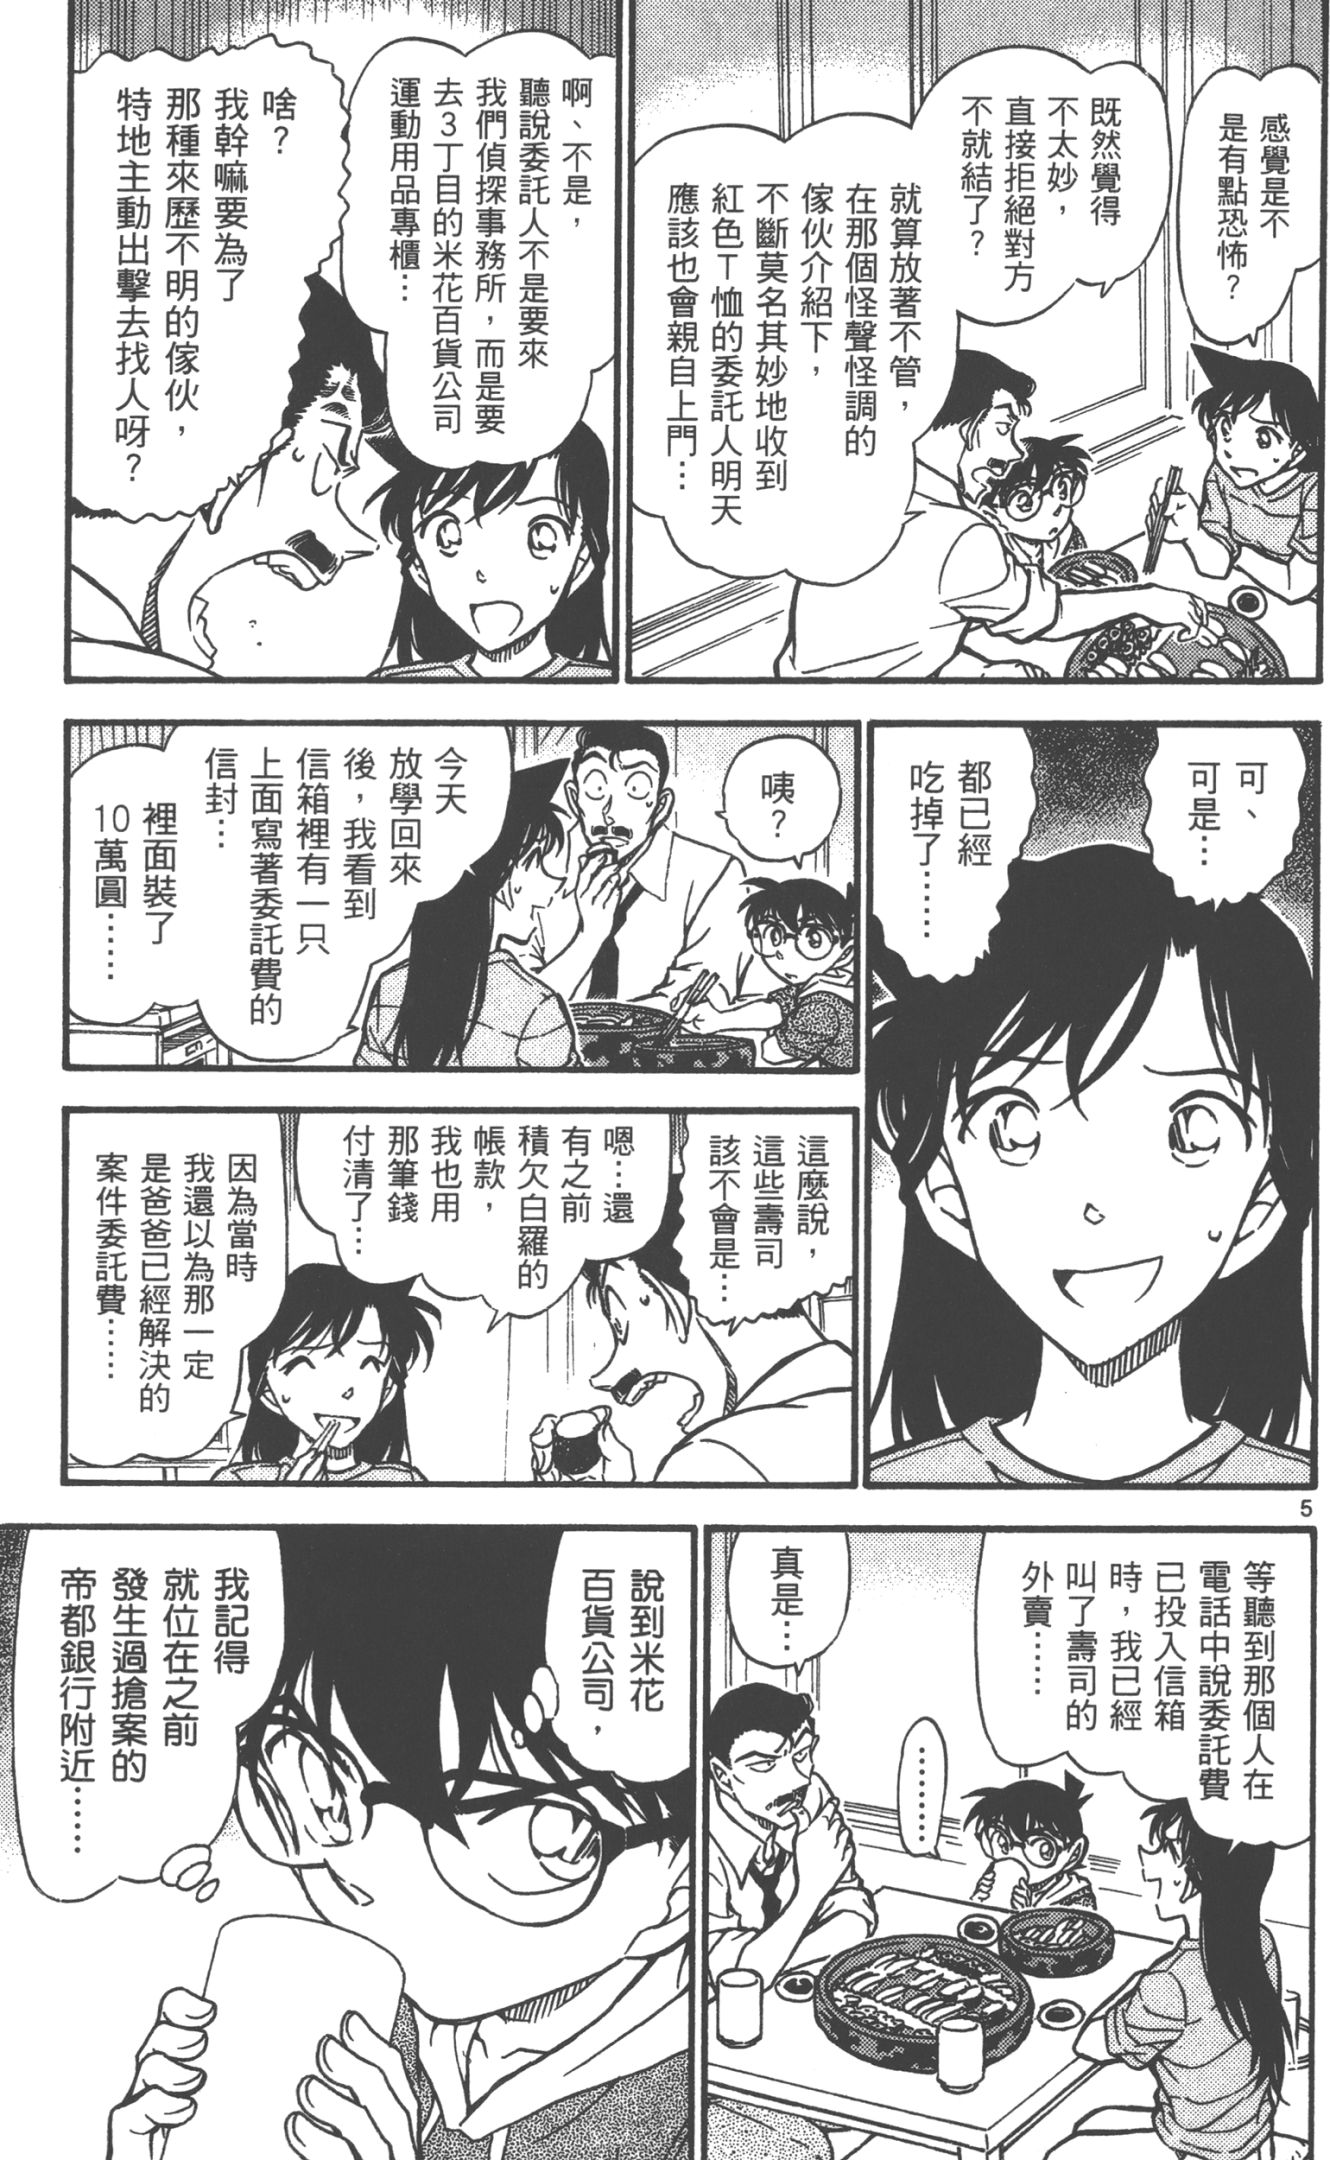 感覺是不
是有點恐怖？
既然覺得
不太妙，
直接拒絕對方
不就結了？
就算放著不管，
在那個怪聲怪調的
傢伙介紹下，
不斷莫名其妙地收到
紅色T恤的委託人明天
應該也會親自上門…
啊、不是，
聽說委託人不是要來
我們偵探事務所，而是要
去3丁目的米花百貨公司
運動用品專櫃…
啥？
我幹嘛要為了
那種來歷不明的傢伙，
特地主動出擊去找人呀？
可、
可是…
都已經
吃掉了……
咦？
今天
放學回來
後，我看到
信箱裡有一只
上面寫著委託費的
信封…
裡面裝了
10萬圓……
這麼說，
這些壽司
該不會是…
嗯…還
有之前
積欠白羅的
帳款，
我也用
那筆錢
付清了…
因為當時
我還以為那一定
是爸爸已經解決的
案件委託費……
5
等聽到那個人在
電話中說委託費
已投入信箱
時，我已經
叫了壽司的
外賣……
真是…
……
說到米花
百貨公司，
我記得
就位在之前
發生過搶案的
帝都銀行附近……